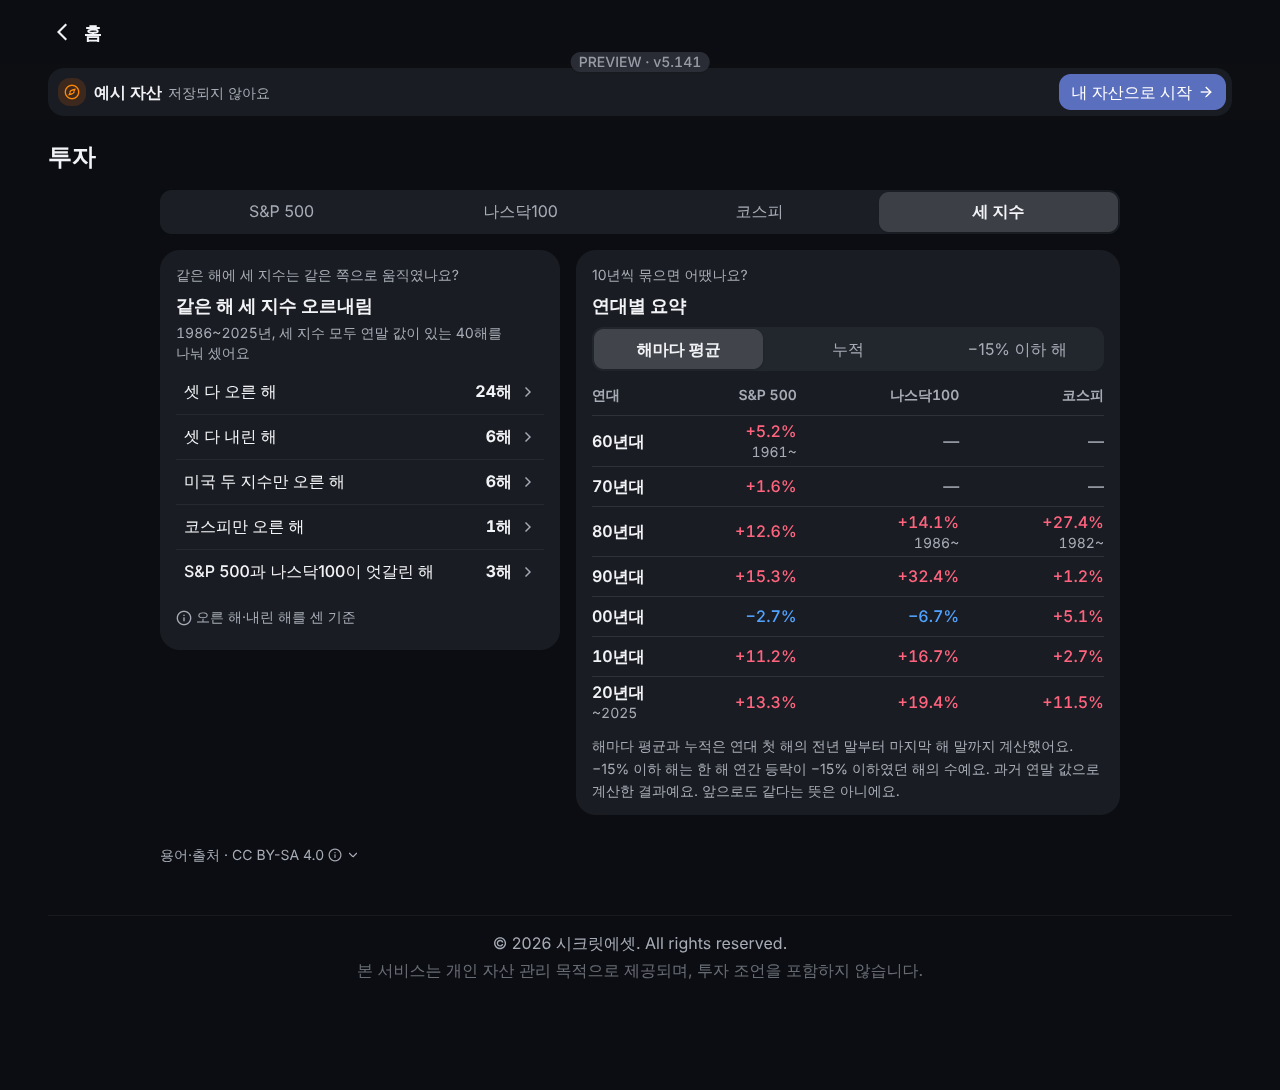 홈
PREVIEW · v5.141
예시 자산 저장되지 않아요
내 자산으로 시작 →
투자
S&P 500 나스닥100 코스피 세 지수
같은 해에 세 지수는 같은 쪽으로 움직였나요?
같은 해 세 지수 오르내림
1986~2025년, 세 지수 모두 연말 값이 있는 40해를
나눠 셌어요
셋 다 오른 해 24해
셋 다 내린 해 6해
미국 두 지수만 오른 해 6해
코스피만 오른 해 1해
S&P 500과 나스닥100이 엇갈린 해 3해
오른 해·내린 해를 센 기준
10년씩 묶으면 어땠나요?
연대별 요약
해마다 평균 누적 −15% 이하 해
연대 S&P 500 나스닥100 코스피
60년대 +5.2% — —
1961~
70년대 +1.6% — —
80년대 +12.6% +14.1% +27.4%
1986~ 1982~
90년대 +15.3% +32.4% +1.2%
00년대 −2.7% −6.7% +5.1%
10년대 +11.2% +16.7% +2.7%
20년대 +13.3% +19.4% +11.5%
~2025
해마다 평균과 누적은 연대 첫 해의 전년 말부터 마지막 해 말까지 계산했어요.
−15% 이하 해는 한 해 연간 등락이 −15% 이하였던 해의 수예요. 과거 연말 값으로
계산한 결과예요. 앞으로도 같다는 뜻은 아니에요.
용어·출처 · CC BY-SA 4.0
© 2026 시크릿에셋. All rights reserved.
본 서비스는 개인 자산 관리 목적으로 제공되며, 투자 조언을 포함하지 않습니다.